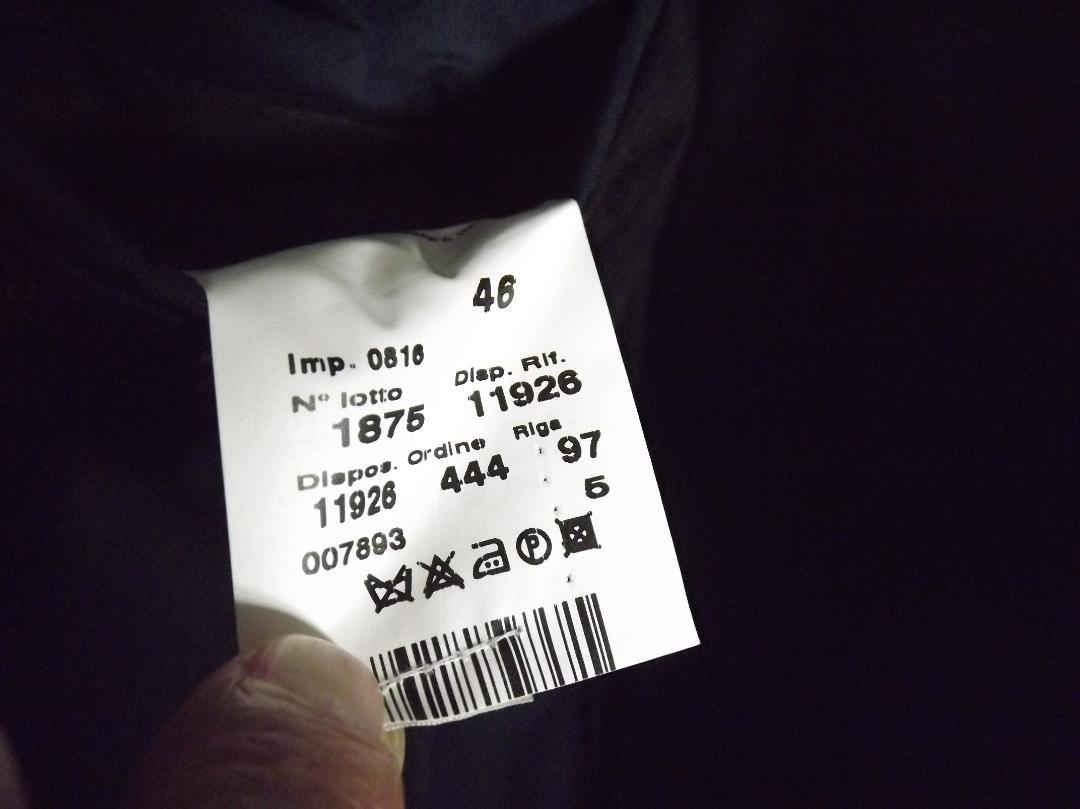 46
Imp. 0816
N° lotto Disp. Rif.
1875 11926
Dispos. Ordine Riga
11926 444 97
5
007893
P